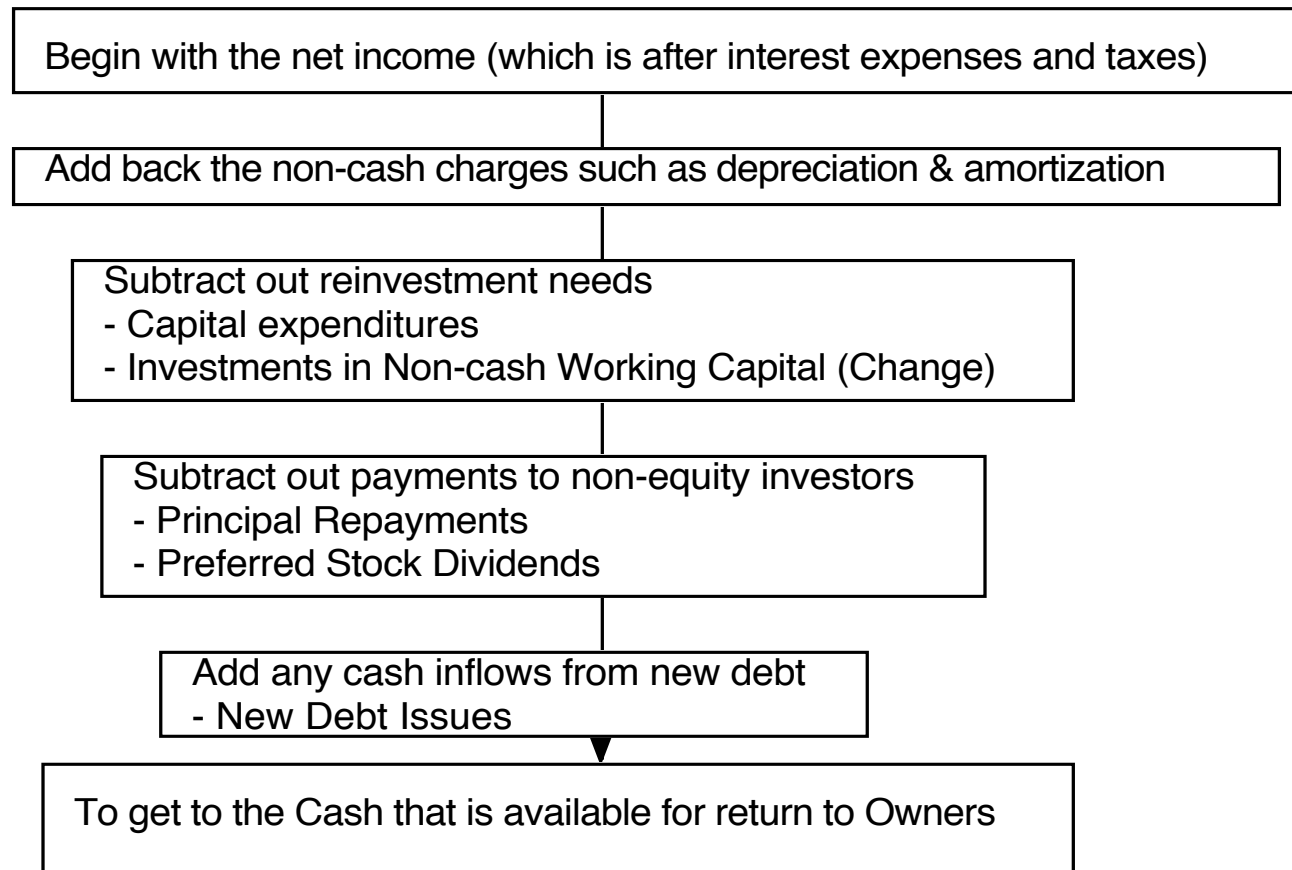 Begin with the net income (which is after interest expenses and taxes)
Add back the non-cash charges such as depreciation & amortization
Subtract out reinvestment needs
- Capital expenditures
- Investments in Non-cash Working Capital (Change)
Subtract out payments to non-equity investors
- Principal Repayments
- Preferred Stock Dividends
Add any cash inflows from new debt
- New Debt Issues
To get to the Cash that is available for return to Owners